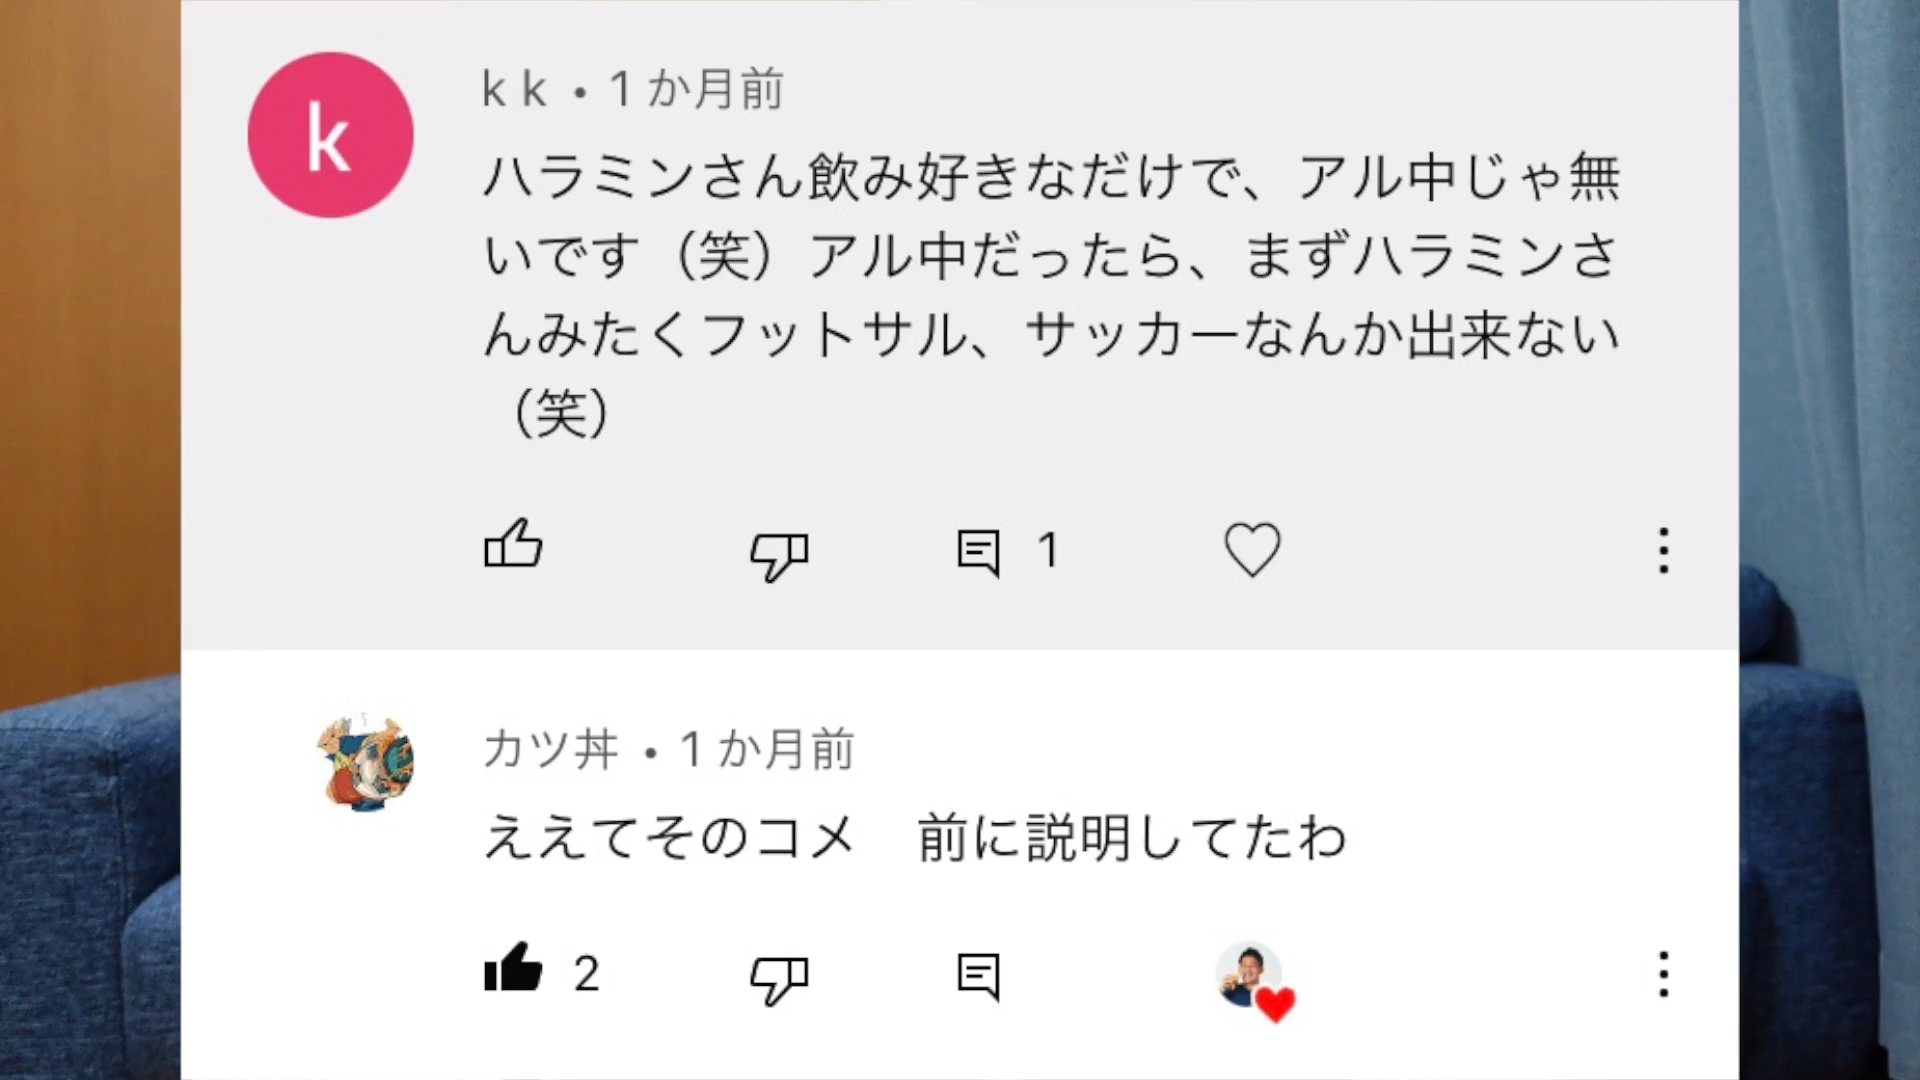 k
k k • 1 か月前
ハラミンさん飲み好きなだけで、アル中じゃ無
いです（笑）アル中だったら、まずハラミンさ
んみたくフットサル、サッカーなんか出来ない
（笑）
1
カツ丼 • 1 か月前
ええてそのコメ　前に説明してたわ
2